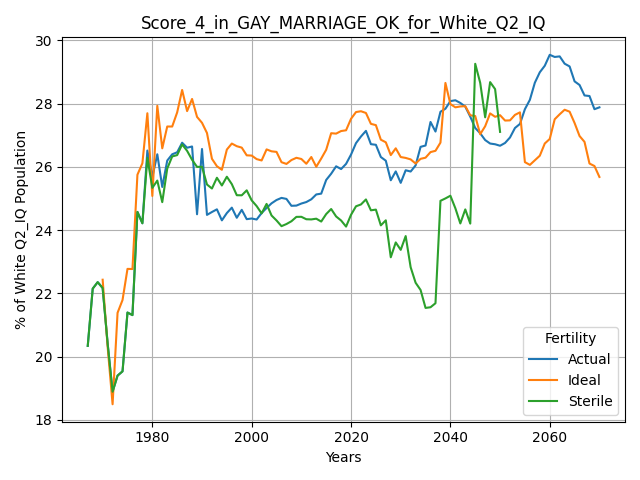 Score_4_in_GAY_MARRIAGE_OK_for_White_Q2_IQ
% of White Q2_IQ Population
30
28
26
24
22
20
18
1980
2000
2020
2040
2060
Years
Fertility
Actual
Ideal
Sterile